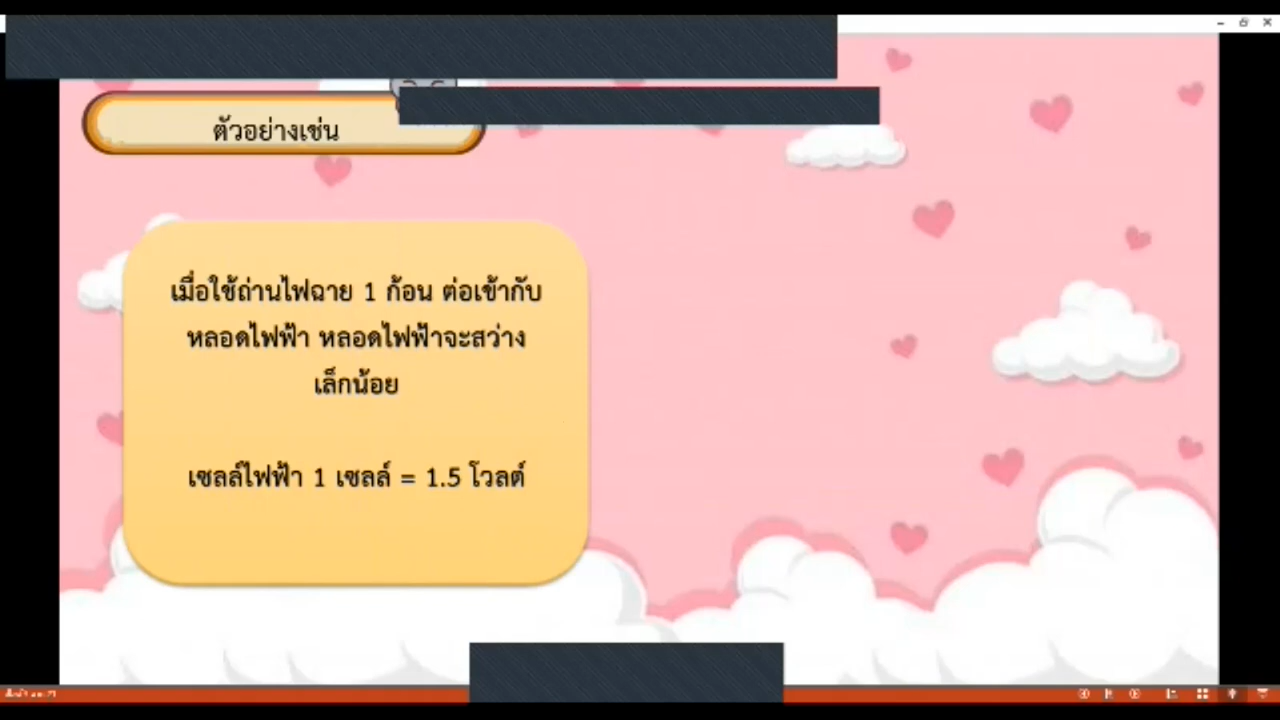 ตัวอย่างเช่น
เมื่อใช้ถ่านไฟฉาย 1 ก้อน ต่อเข้ากับ
หลอดไฟฟ้า หลอดไฟฟ้าจะสว่าง
เล็กน้อย
เซลล์ไฟฟ้า 1 เซลล์ = 1.5 โวลต์